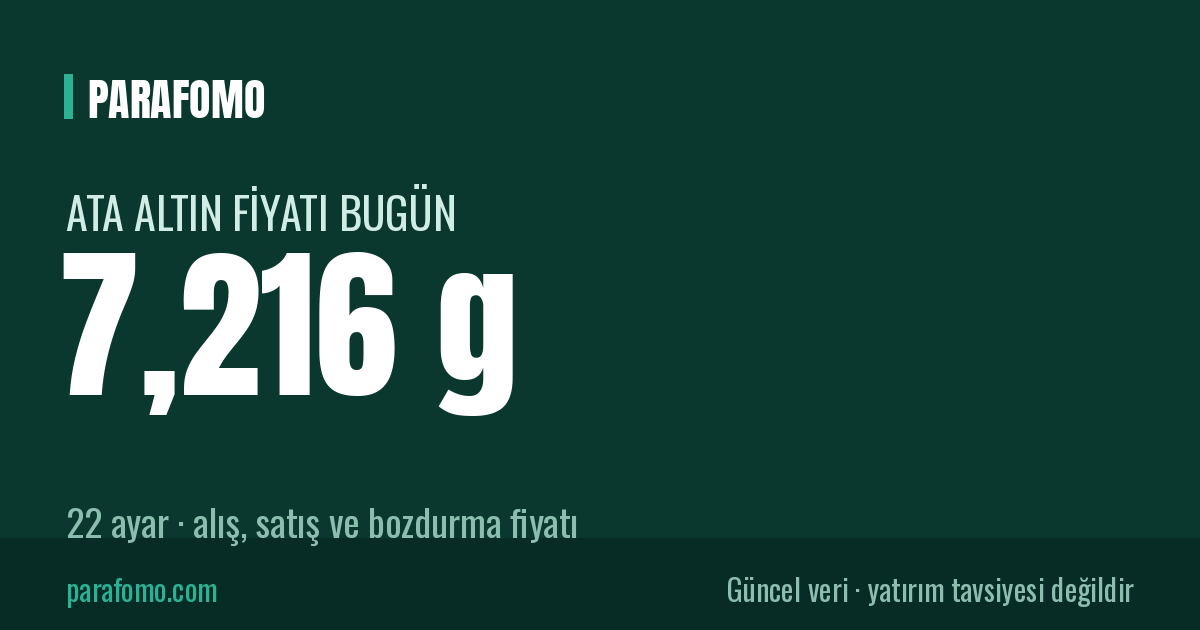 PARAFOMO
ATA ALTIN FİYATI BUGÜN
7,216 g
22 ayar · alış, satış ve bozdurma fiyatı
parafomo.com
Güncel veri · yatırım tavsiyesi değildir